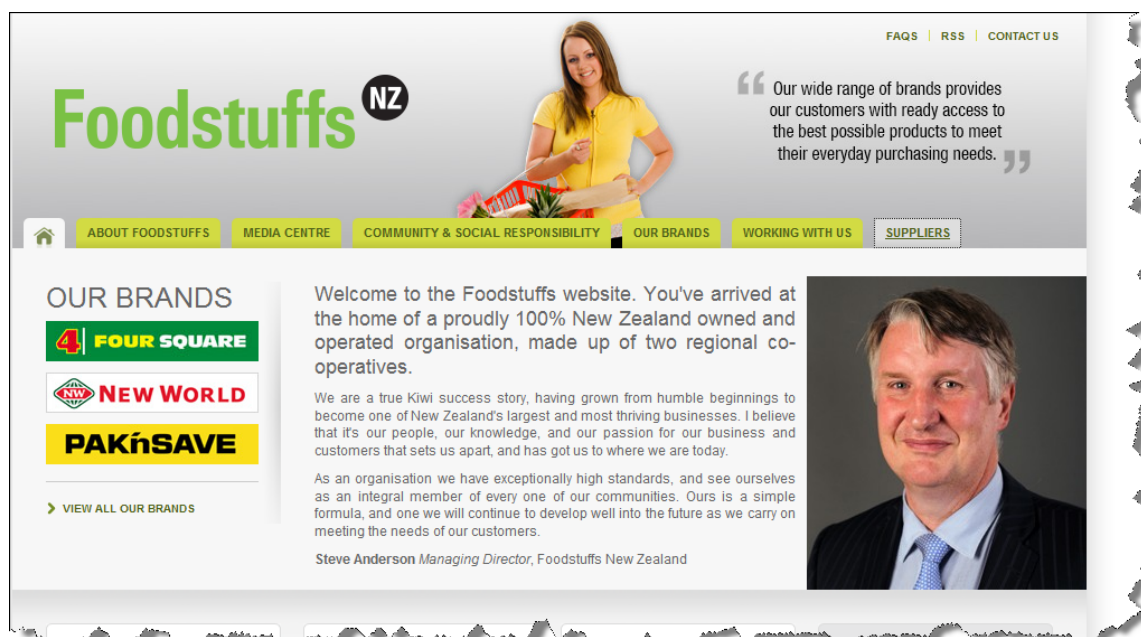 FAQS | RSS | CONTACT US
Foodstuffs NZ
“ Our wide range of brands provides
our customers with ready access to
the best possible products to meet
their everyday purchasing needs. ”
ABOUT FOODSTUFFS MEDIA CENTRE COMMUNITY & SOCIAL RESPONSIBILITY OUR BRANDS WORKING WITH US SUPPLIERS
OUR BRANDS
4 FOUR SQUARE
NW NEW WORLD
PAK'nSAVE
VIEW ALL OUR BRANDS
Welcome to the Foodstuffs website. You've arrived at
the home of a proudly 100% New Zealand owned and
operated organisation, made up of two regional co-
operatives.
We are a true Kiwi success story, having grown from humble beginnings to
become one of New Zealand's largest and most thriving businesses. I believe
that it's our people, our knowledge, and our passion for our business and
customers that sets us apart, and has got us to where we are today.
As an organisation we have exceptionally high standards, and see ourselves
as an integral member of every one of our communities. Ours is a simple
formula, and one we will continue to develop well into the future as we carry on
meeting the needs of our customers.
Steve Anderson Managing Director, Foodstuffs New Zealand